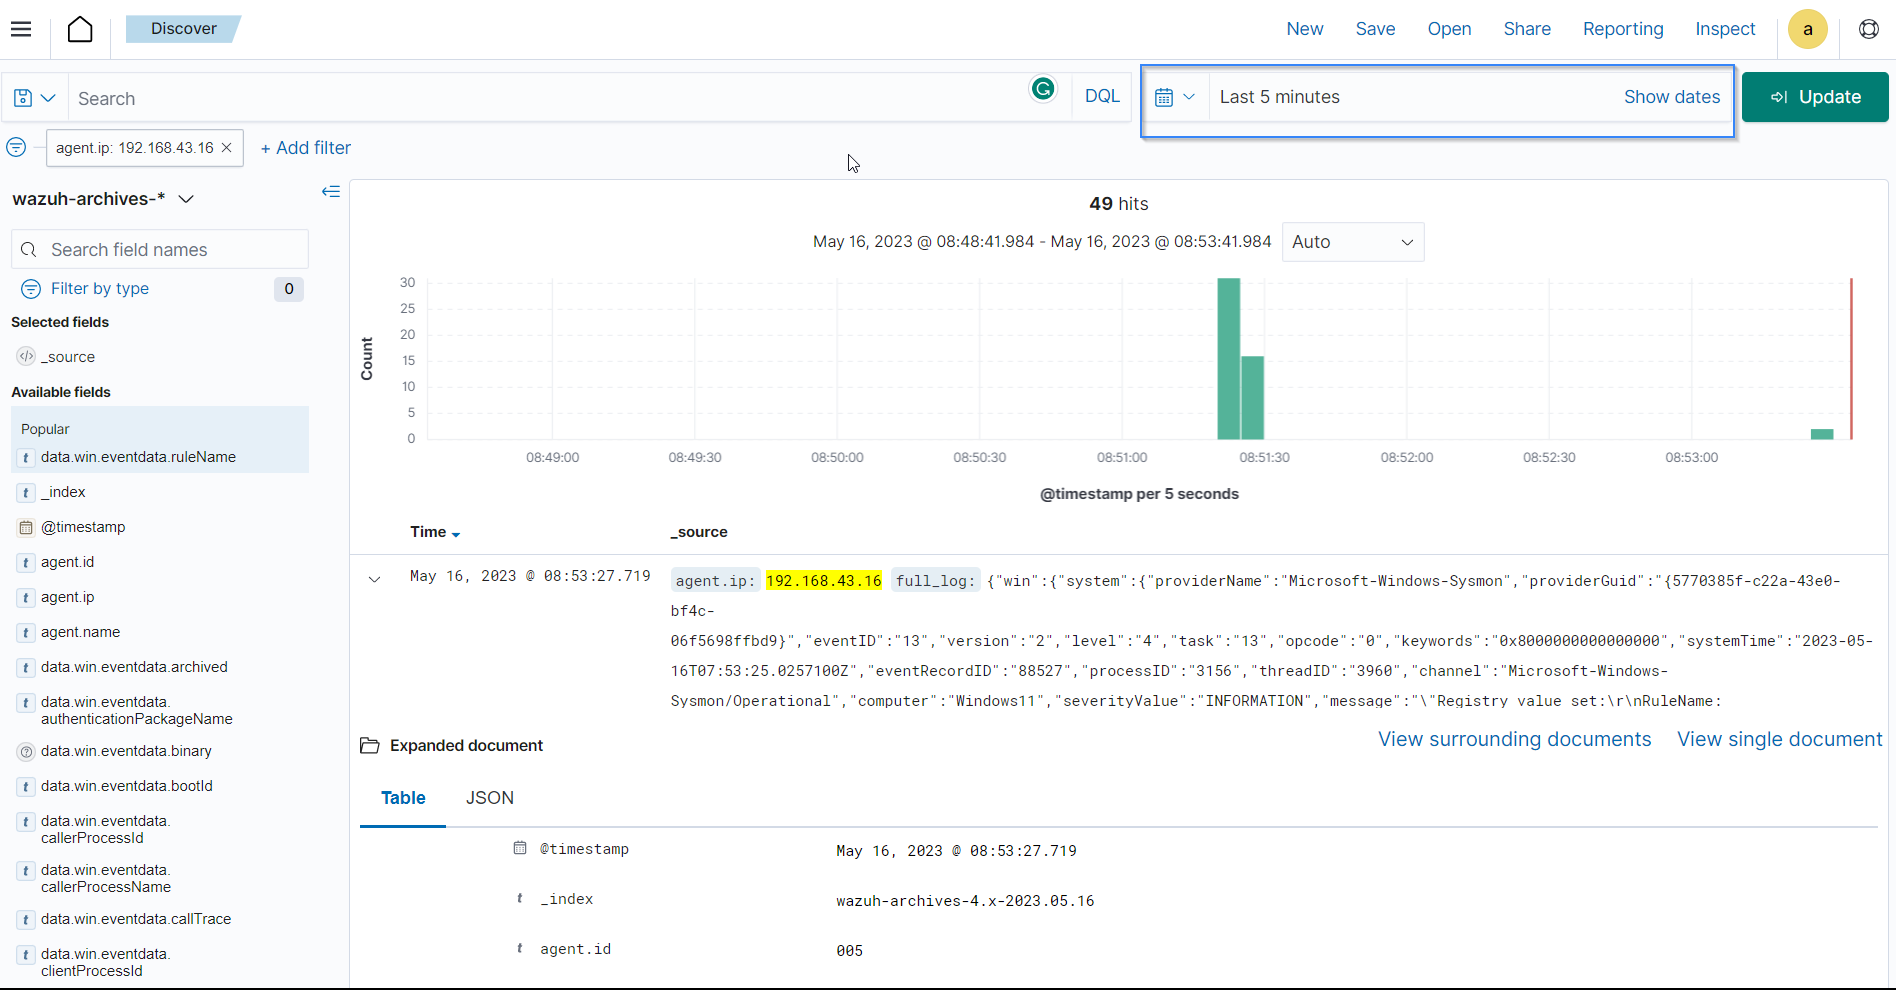 Discover
New Save Open Share Reporting Inspect a
Search DQL Last 5 minutes Show dates Update
agent.ip: 192.168.43.16 × + Add filter
wazuh-archives-*
Search field names
Filter by type 0
Selected fields
_source
Available fields
Popular
t data.win.eventdata.ruleName
t _index
@timestamp
t agent.id
t agent.ip
t agent.name
t data.win.eventdata.archived
t data.win.eventdata.
authenticationPackageName
? data.win.eventdata.binary
t data.win.eventdata.bootId
t data.win.eventdata.
callerProcessId
t data.win.eventdata.
callerProcessName
t data.win.eventdata.callTrace
t data.win.eventdata.
clientProcessId
49 hits
May 16, 2023 @ 08:48:41.984 - May 16, 2023 @ 08:53:41.984 Auto
Count
30
25
20
15
10
5
0
08:49:00 08:49:30 08:50:00 08:50:30 08:51:00 08:51:30 08:52:00 08:52:30 08:53:00
@timestamp per 5 seconds
Time _source
May 16, 2023 @ 08:53:27.719 agent.ip: 192.168.43.16 full_log: {"win":{"system":{"providerName":"Microsoft-Windows-Sysmon","providerGuid":"{5770385f-c22a-43e0-
bf4c-
06f5698ffbd9}","eventID":"13","version":"2","level":"4","task":"13","opcode":"0","keywords":"0x8000000000000000","systemTime":"2023-05-
16T07:53:25.0257100Z","eventRecordID":"88527","processID":"3156","threadID":"3960","channel":"Microsoft-Windows-
Sysmon/Operational","computer":"Windows11","severityValue":"INFORMATION","message":"\"Registry value set:\r\nRuleName:
Expanded document View surrounding documents View single document
Table JSON
@timestamp May 16, 2023 @ 08:53:27.719
t _index wazuh-archives-4.x-2023.05.16
t agent.id 005